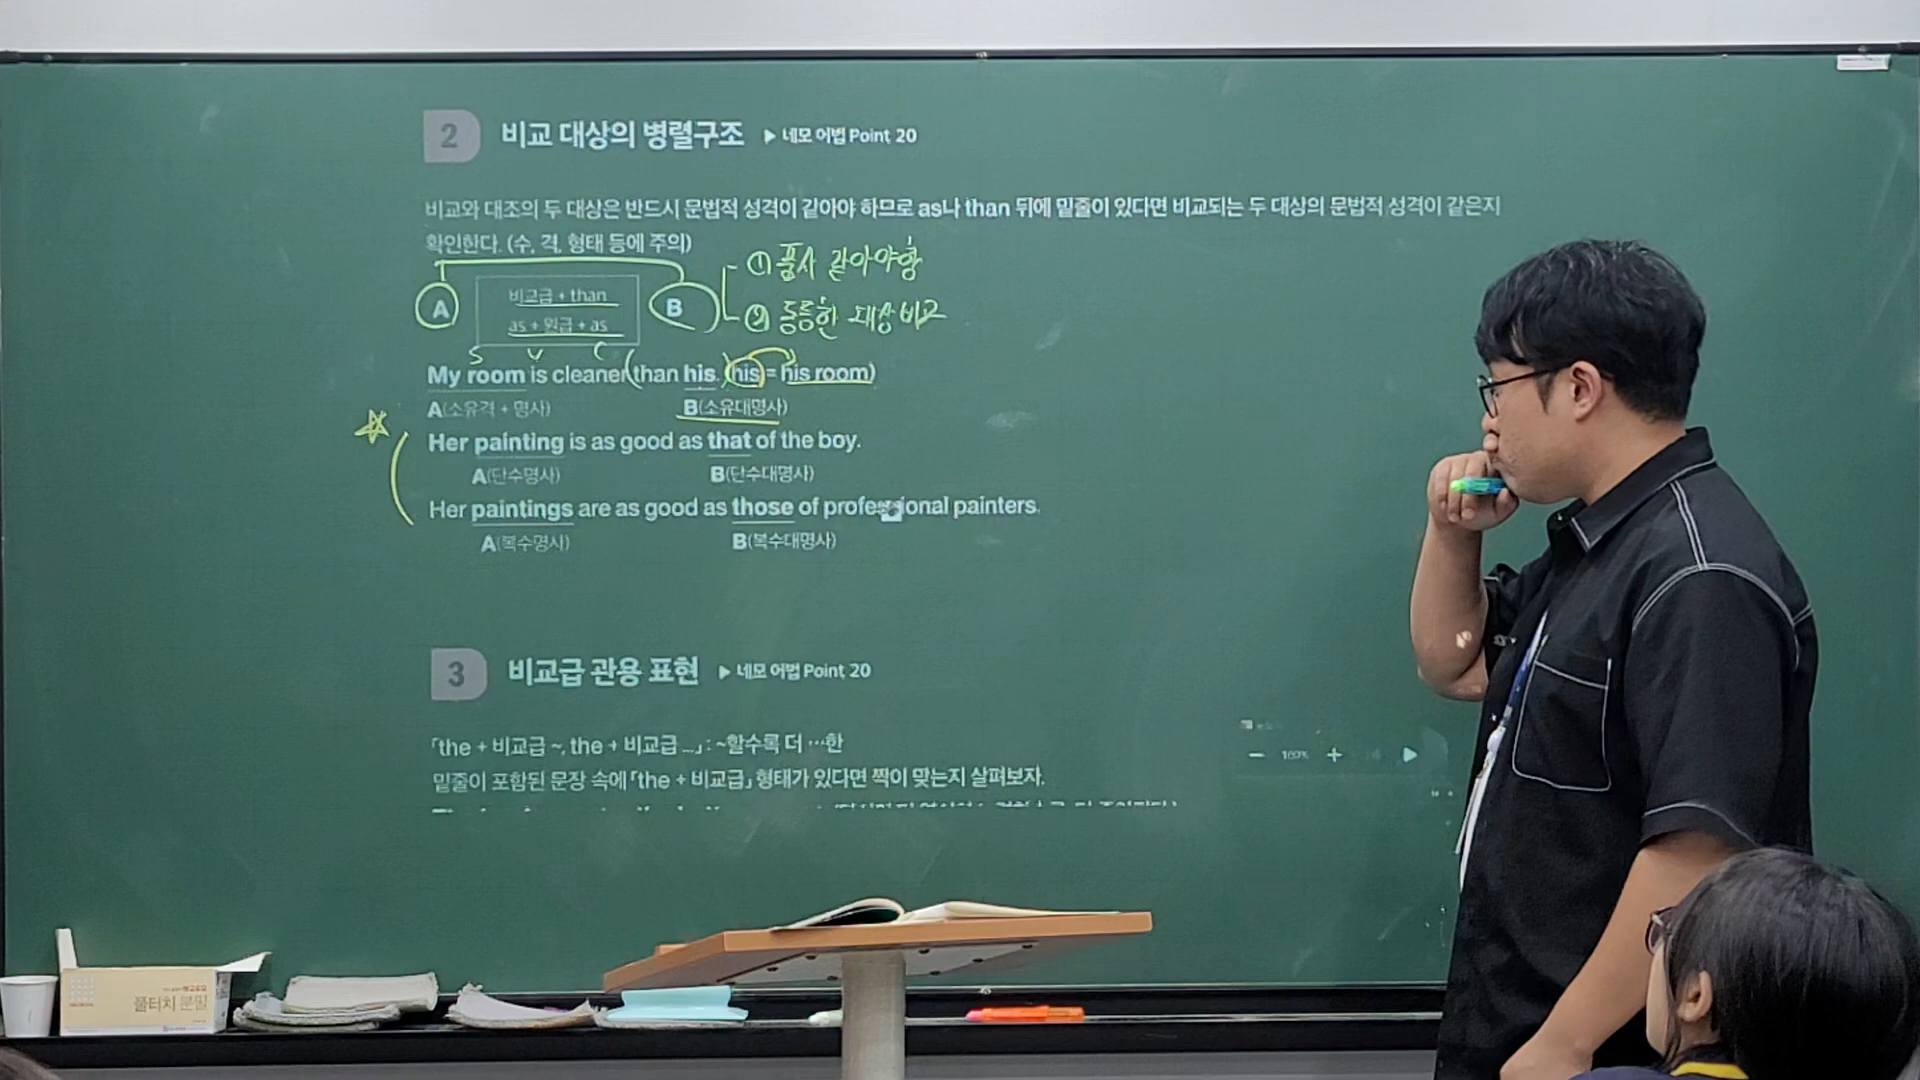 2 비교 대상의 병렬구조 ▶ 네모 어법 Point 20
비교와 대조의 두 대상은 반드시 문법적 성격이 같아야 하므로 as나 than 뒤에 밑줄이 있다면 비교되는 두 대상의 문법적 성격이 같은지
확인한다. (수, 격, 형태 등에 주의)
① 품사 같아야함
A 비교급 + than B
as + 원급 + as
② 동등한 대상 비교
S V C
My room is cleaner (than his. (his = his room)
A(소유격 + 명사) B(소유대명사)
Her painting is as good as that of the boy.
A(단수명사) B(단수대명사)
Her paintings are as good as those of professional painters.
A(복수명사) B(복수대명사)
3 비교급 관용 표현 ▶ 네모 어법 Point 20
「the + 비교급 ~, the + 비교급 …」: ~할수록 더 …한
밑줄이 포함된 문장 속에 「the + 비교급」 형태가 있다면 짝이 맞는지 살펴보자.
풀터치 분필